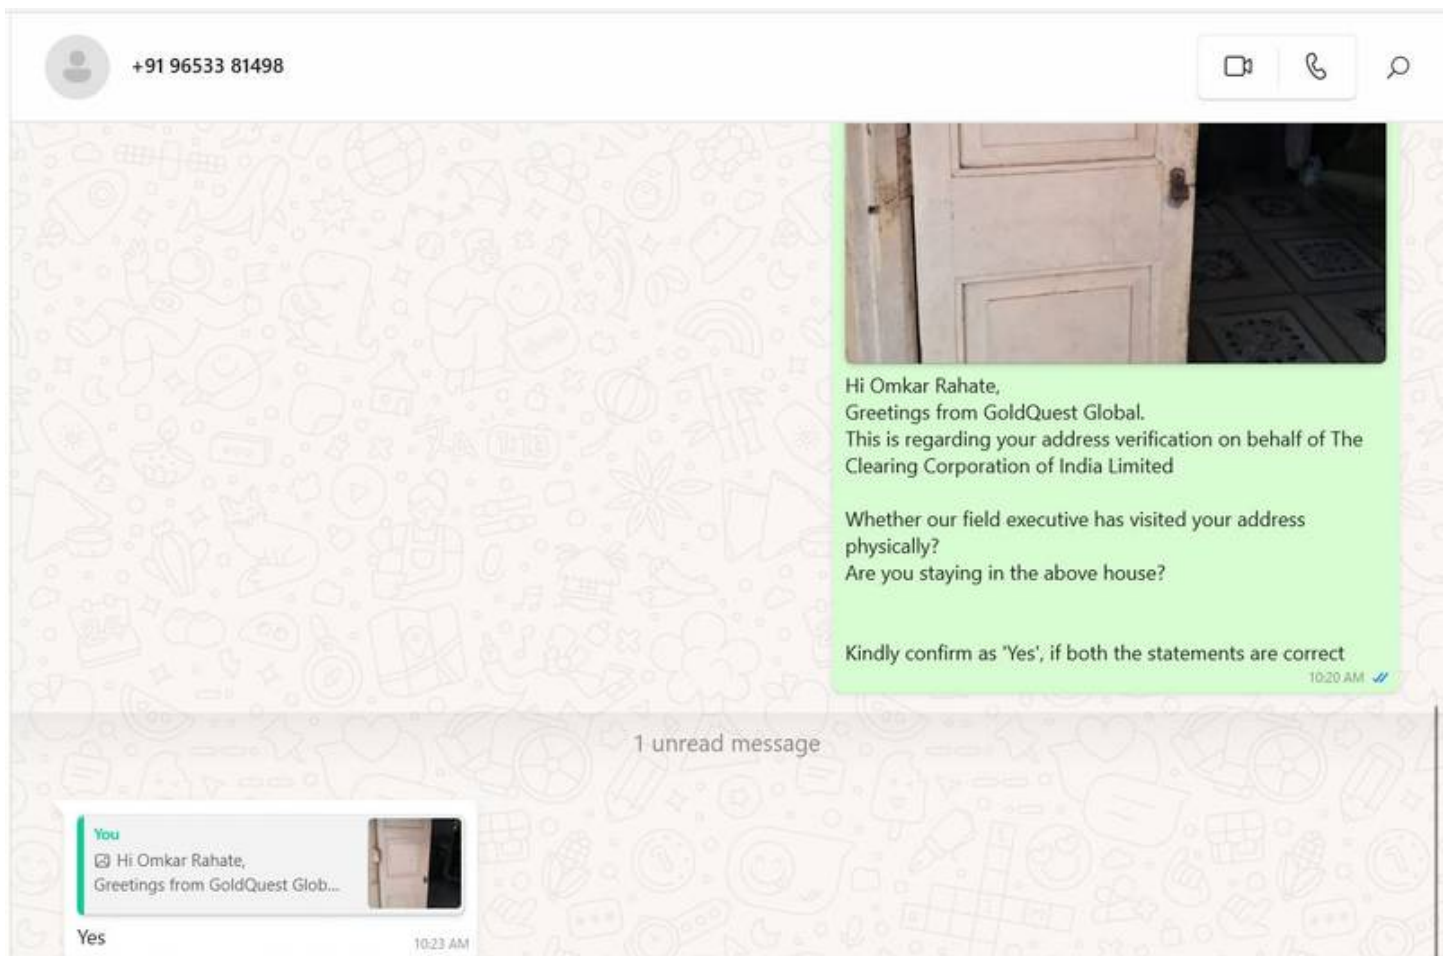 +91 96533 81498
Hi Omkar Rahate,
Greetings from GoldQuest Global.
This is regarding your address verification on behalf of The
Clearing Corporation of India Limited
Whether our field executive has visited your address
physically?
Are you staying in the above house?
Kindly confirm as 'Yes', if both the statements are correct
10:20 AM
1 unread message
You
Hi Omkar Rahate,
Greetings from GoldQuest Glob...
Yes
10:23 AM